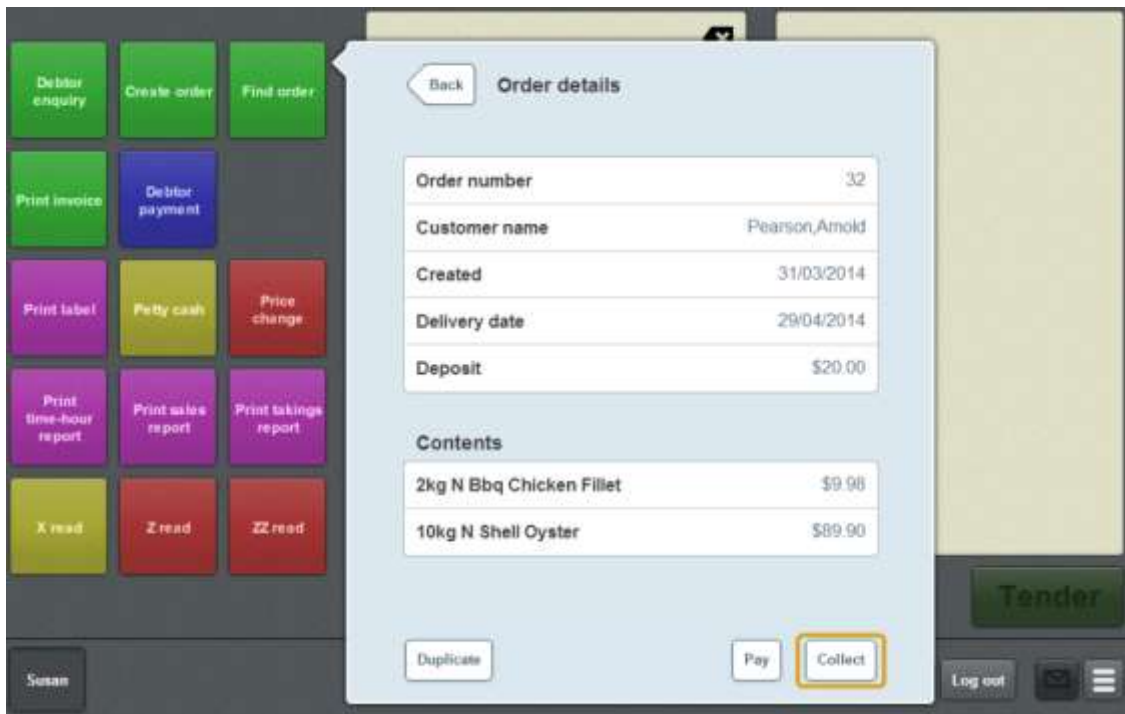 Debtor
enquiry
Create order
Find order
Print invoice
Debtor
payment
Print label
Petty cash
Price
change
Print
time-hour
report
Print sales
report
Print takings
report
X read
Z read
ZZ read
Susan
Back
Order details
Order number 32
Customer name Pearson,Arnold
Created 31/03/2014
Delivery date 29/04/2014
Deposit $20.00
Contents
2kg N Bbq Chicken Fillet $9.98
10kg N Shell Oyster $89.90
Duplicate
Pay
Collect
Tender
Log out